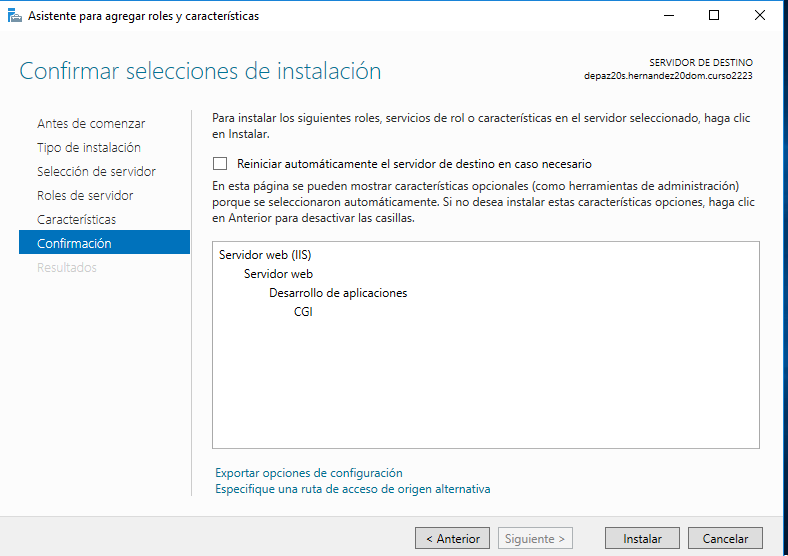 Asistente para agregar roles y características
Confirmar selecciones de instalación
SERVIDOR DE DESTINO
depaz20s.hernandez20dom.curso2223
Antes de comenzar
Tipo de instalación
Selección de servidor
Roles de servidor
Características
Confirmación
Resultados
Para instalar los siguientes roles, servicios de rol o características en el servidor seleccionado, haga clic
en Instalar.
Reiniciar automáticamente el servidor de destino en caso necesario
En esta página se pueden mostrar características opcionales (como herramientas de administración)
porque se seleccionaron automáticamente. Si no desea instalar estas características opciones, haga clic
en Anterior para desactivar las casillas.
Servidor web (IIS)
Servidor web
Desarrollo de aplicaciones
CGI
Exportar opciones de configuración
Especifique una ruta de acceso de origen alternativa
< Anterior
Siguiente >
Instalar
Cancelar